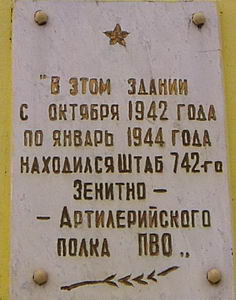 "В ЭТОМ ЗДАНИИ
С ОКТЯБРЯ 1942 ГОДА
ПО ЯНВАРЬ 1944 ГОДА
НАХОДИЛСЯ ШТАБ 742-го
ЗЕНИТНО –
– АРТИЛЕРИЙСКОГО
ПОЛКА ПВО „